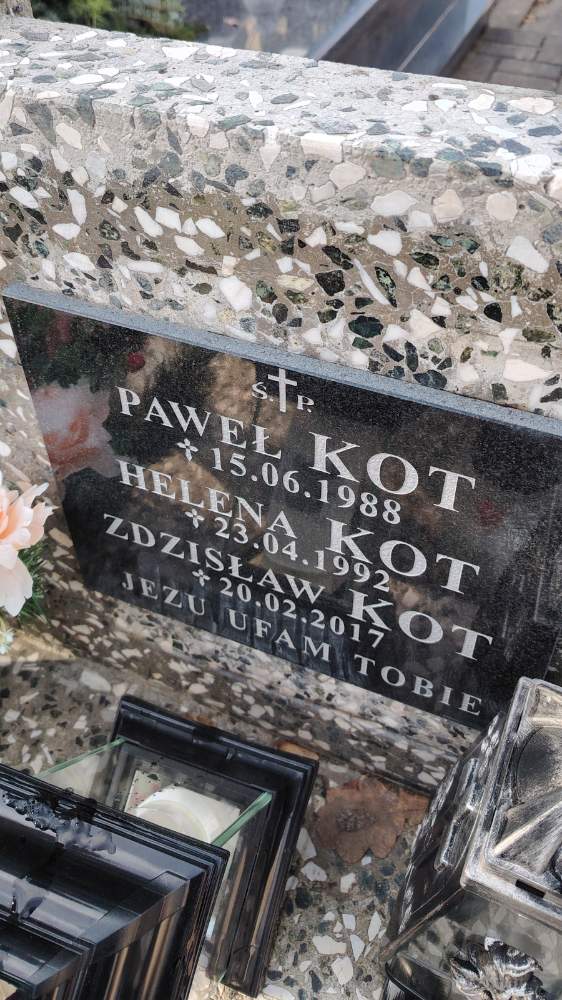 Ś. P.
PAWEŁ KOT
15.06.1988
HELENA KOT
23.04.1992
ZDZISŁAW KOT
20.02.2017
JEZU UFAM TOBIE